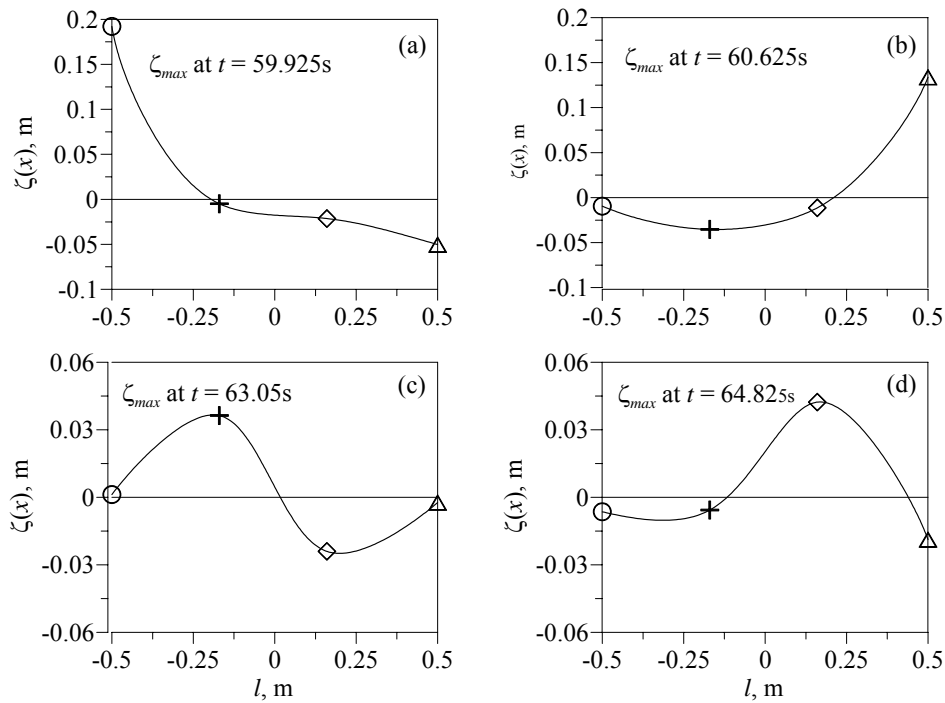 0.2
0.15
0.1
0.05
0
-0.05
-0.1
ζ(x), m
(a)
ζmax at t = 59.925s
-0.5 -0.25 0 0.25 0.5
0.2
0.15
0.1
0.05
0
-0.05
-0.1
ζ(x), m
(b)
ζmax at t = 60.625s
-0.5 -0.25 0 0.25 0.5
0.06
0.03
0
-0.03
-0.06
ζ(x), m
(c)
ζmax at t = 63.05s
-0.5 -0.25 0 0.25 0.5
l, m
0.06
0.03
0
-0.03
-0.06
ζ(x), m
(d)
ζmax at t = 64.825s
-0.5 -0.25 0 0.25 0.5
l, m